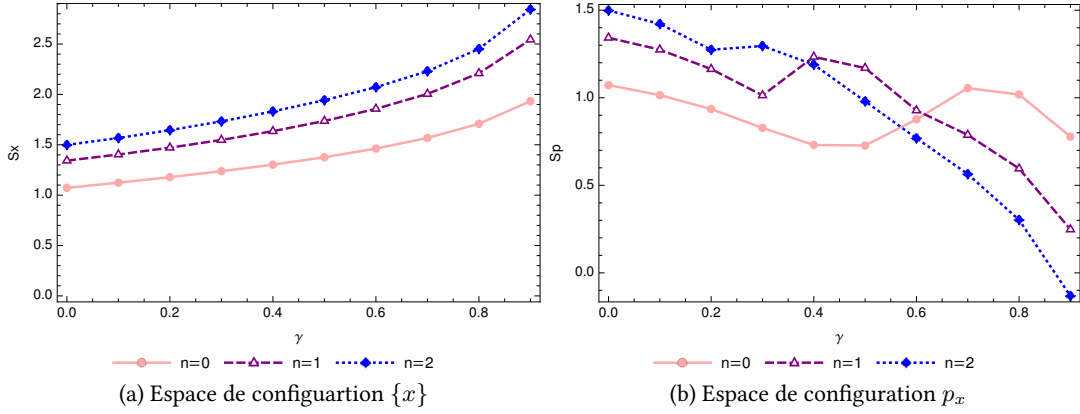 Sx
2.5
2.0
1.5
1.0
0.5
0.0
0.0 0.2 0.4 0.6 0.8
γ
n=0 n=1 n=2
(a) Espace de configuartion {x}
Sp
1.5
1.0
0.5
0.0
0.0 0.2 0.4 0.6 0.8
γ
n=0 n=1 n=2
(b) Espace de configuration pₓ